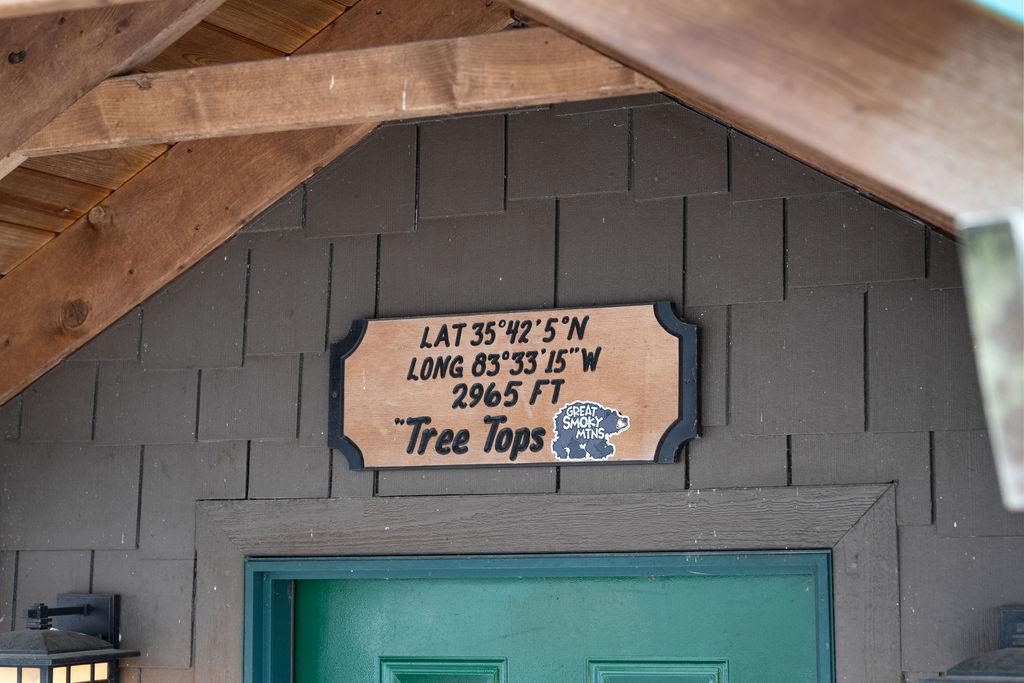 LAT 35°42'5°N
LONG 83°33'15"W
2965 FT
"Tree Tops
GREAT
SMOKY
MTNS